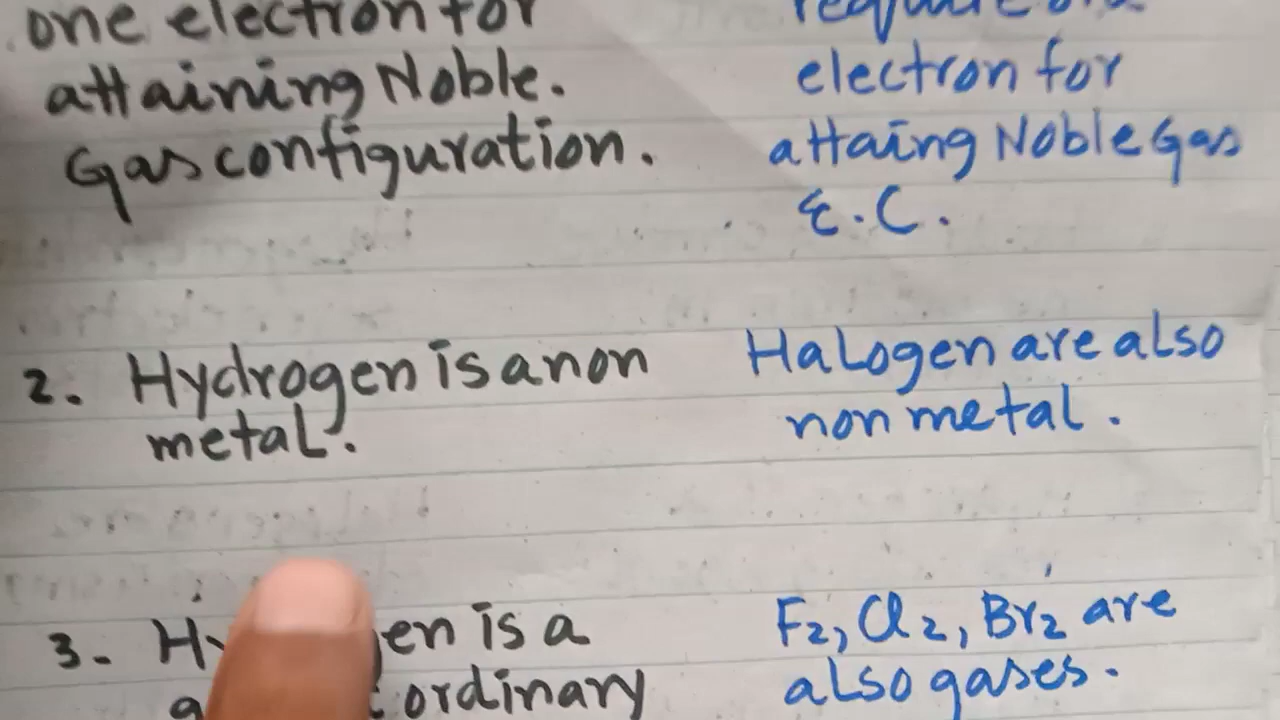 one electron for
attaining Noble.
Gas configuration.
electron for
attaing Noble Gas
E.C.
2. Hydrogen is a non
metal.
Halogen are also
non metal.
3. is a
ordinary
F2, Cl2, Br2 are
also gases.